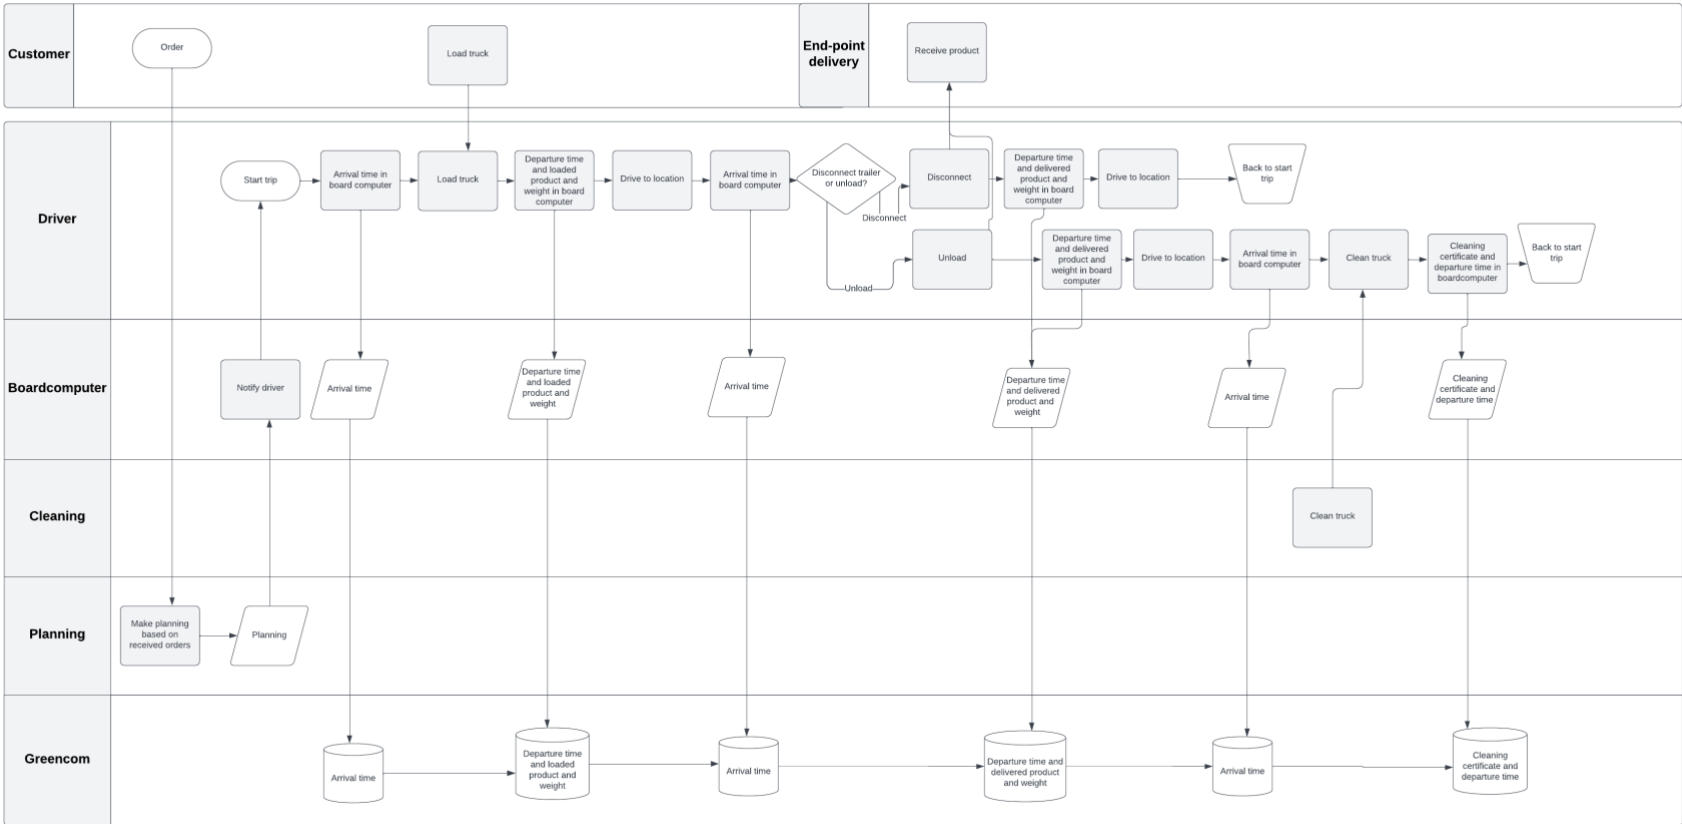 Customer
Order
Load truck
End-point
delivery
Receive product
Driver
Start trip
Arrival time in
board computer
Load truck
Departure time
and loaded
product and
weight in board
computer
Drive to location
Arrival time in
board computer
Disconnect trailer
or unload?
Disconnect
Disconnect
Departure time
and delivered
product and
weight in board
computer
Drive to location
Back to start
trip
Unload
Unload
Departure time
and delivered
product and
weight in board
computer
Drive to location
Arrival time in
board computer
Clean truck
Cleaning
certificate and
departure time in
boardcomputer
Back to start
trip
Boardcomputer
Notify driver
Arrival time
Departure time
and loaded
product and
weight
Arrival time
Departure time
and delivered
product and
weight
Arrival time
Cleaning
certificate and
departure time
Cleaning
Clean truck
Planning
Make planning
based on
received orders
Planning
Greencom
Arrival time
Departure time
and loaded
product and
weight
Arrival time
Departure time and
delivered product
and weight
Arrival time
Cleaning
certificate and
departure time